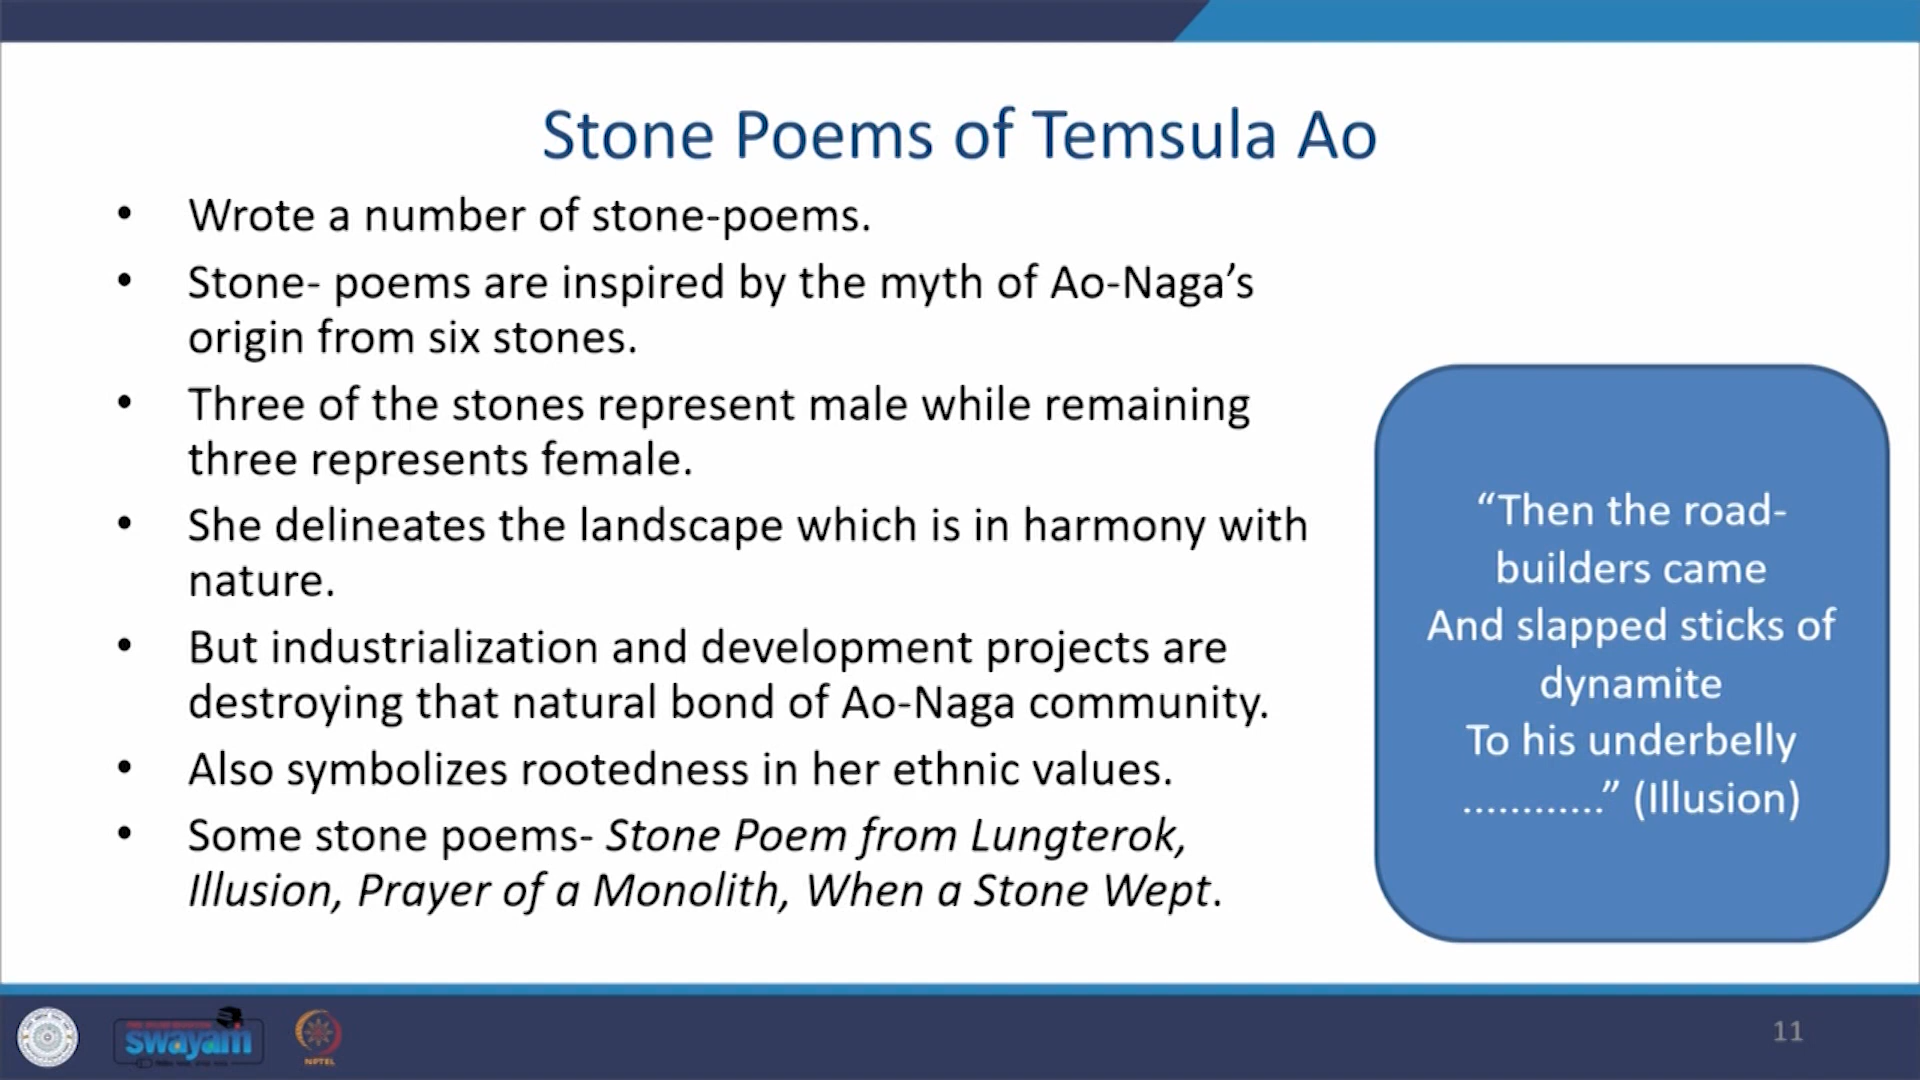 Stone Poems of Temsula Ao
• Wrote a number of stone-poems.
• Stone- poems are inspired by the myth of Ao-Naga’s
origin from six stones.
• Three of the stones represent male while remaining
three represents female.
• She delineates the landscape which is in harmony with
nature.
• But industrialization and development projects are
destroying that natural bond of Ao-Naga community.
• Also symbolizes rootedness in her ethnic values.
• Some stone poems- Stone Poem from Lungterok,
Illusion, Prayer of a Monolith, When a Stone Wept.
“Then the road-
builders came
And slapped sticks of
dynamite
To his underbelly
............” (Illusion)
swayam
NPTEL
11